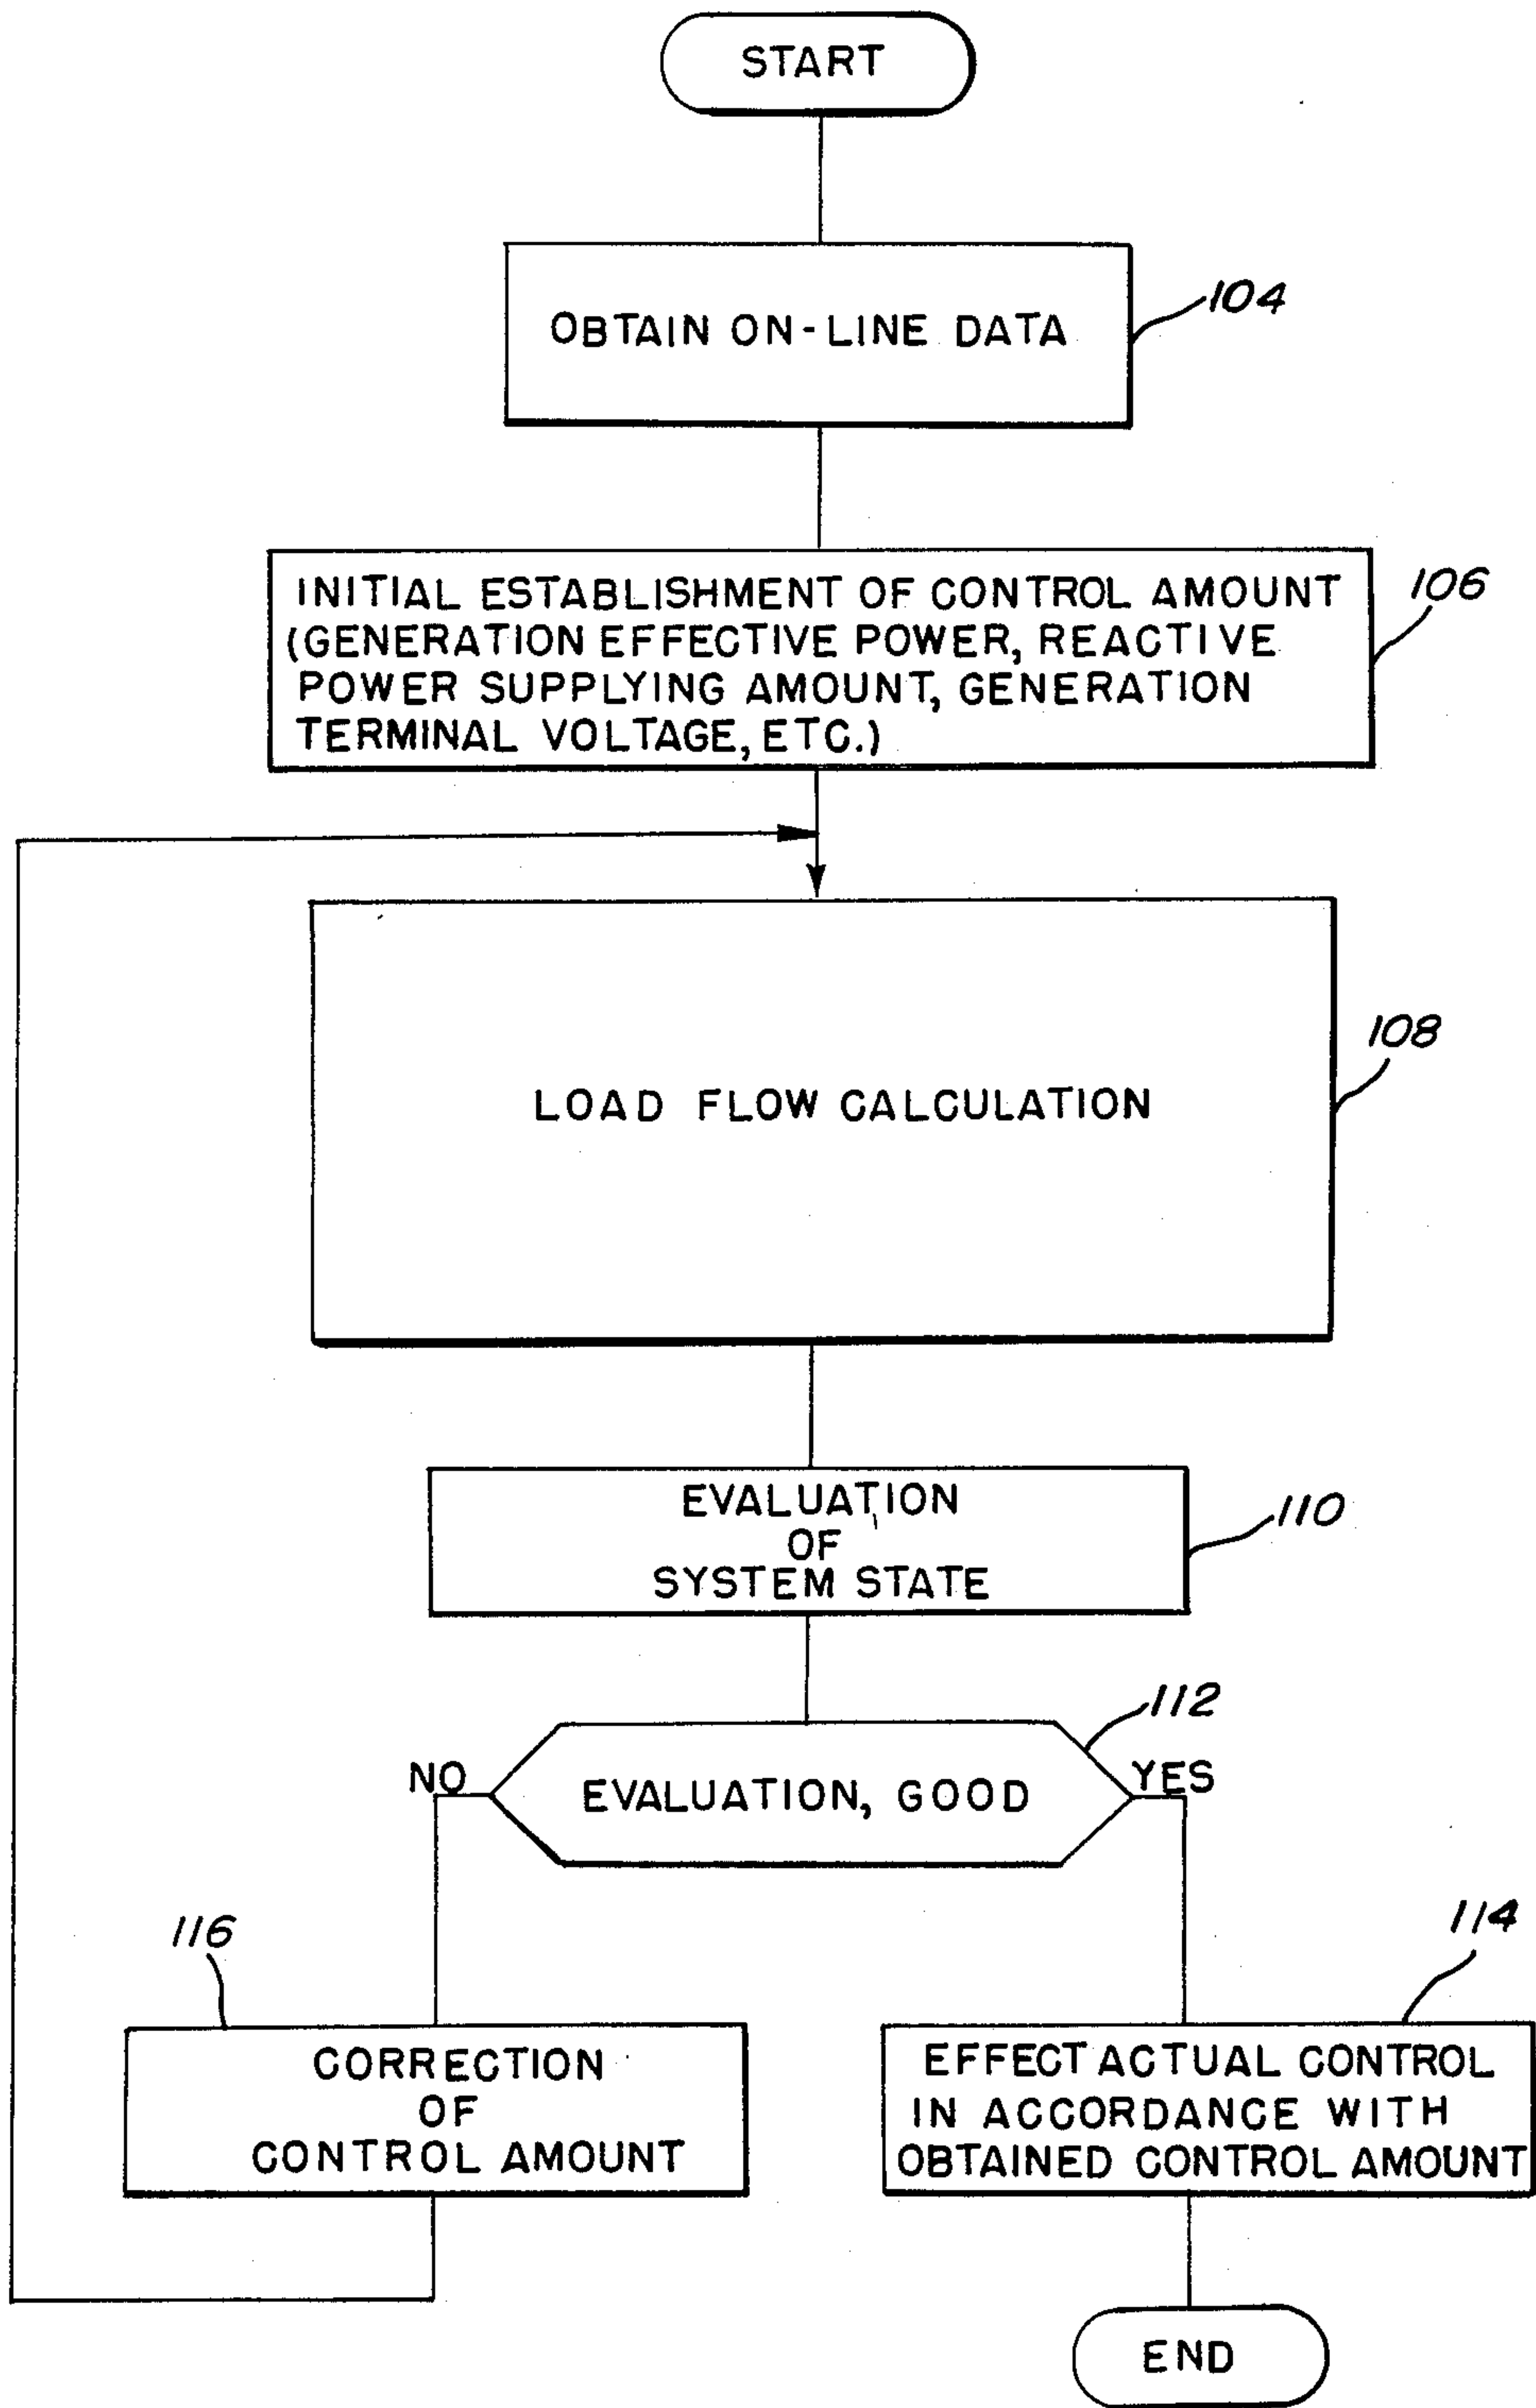 START
OBTAIN ON-LINE DATA
104
INITIAL ESTABLISHMENT OF CONTROL AMOUNT
(GENERATION EFFECTIVE POWER, REACTIVE
POWER SUPPLYING AMOUNT, GENERATION
TERMINAL VOLTAGE, ETC.)
106
LOAD FLOW CALCULATION
108
EVALUATION
OF
SYSTEM STATE
110
112
NO
EVALUATION, GOOD
YES
116
114
CORRECTION
OF
CONTROL AMOUNT
EFFECT ACTUAL CONTROL
IN ACCORDANCE WITH
OBTAINED CONTROL AMOUNT
END